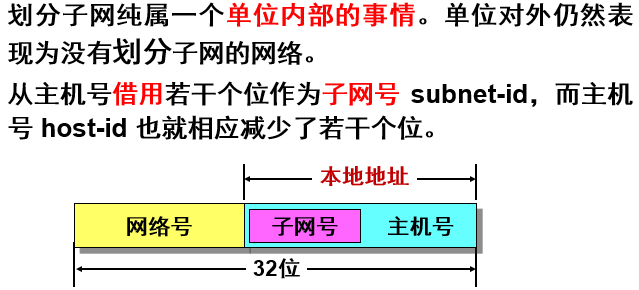 划分子网纯属一个单位内部的事情。单位对外仍然表
现为没有划分子网的网络。
从主机号借用若干个位作为子网号 subnet-id，而主机
号 host-id 也就相应减少了若干个位。
本地地址
网络号 子网号 主机号
32位